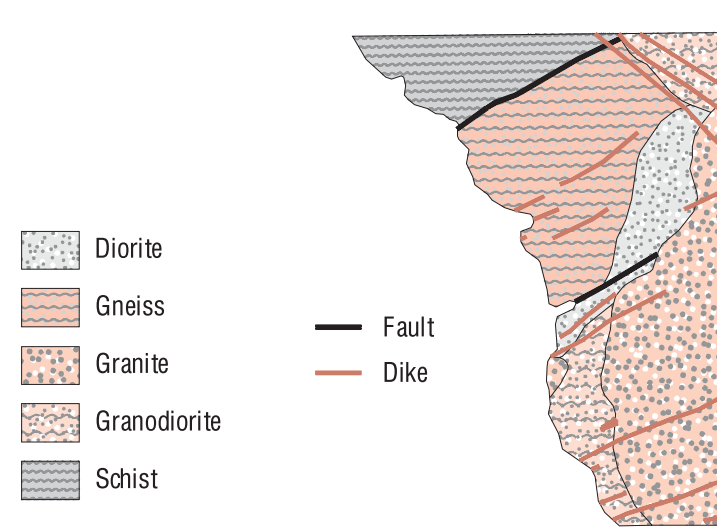 Diorite
Gneiss
Granite
Granodiorite
Schist
Fault
Dike